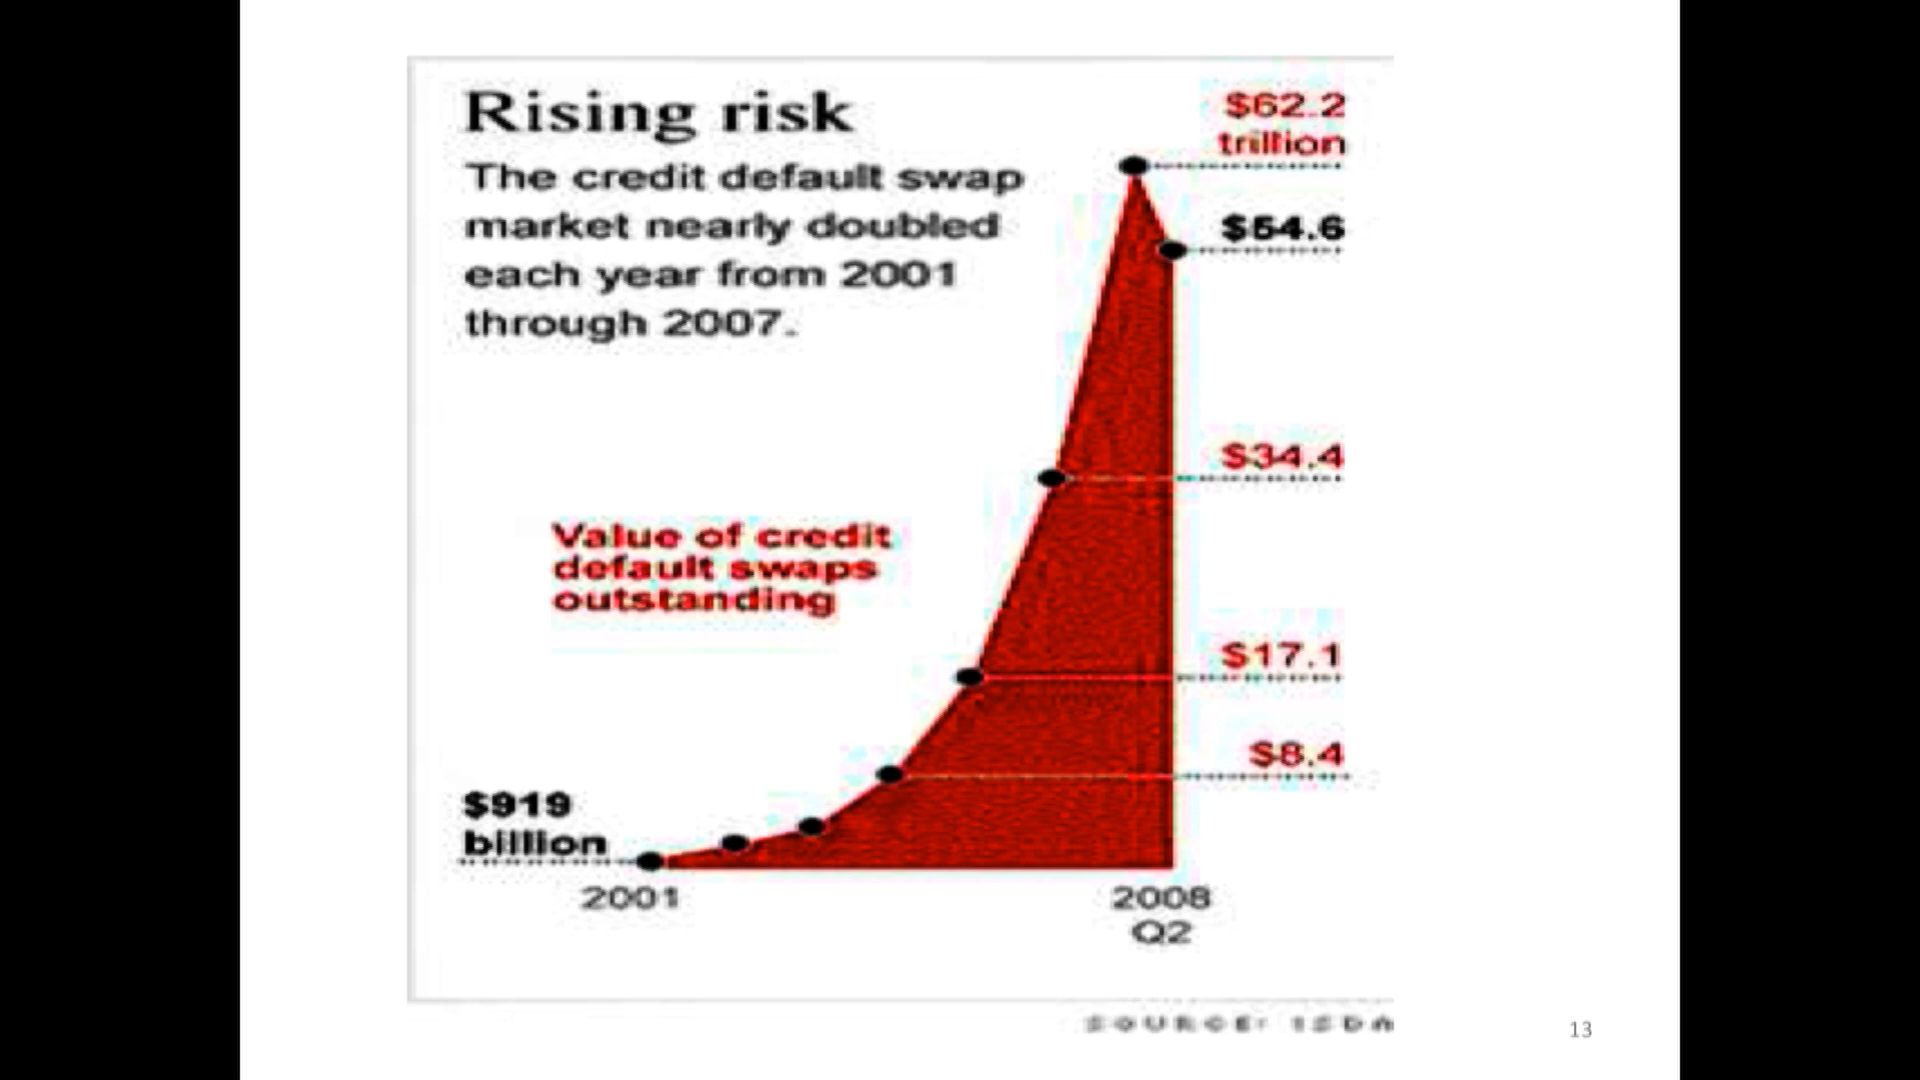 Rising risk
The credit default swap
market nearly doubled
each year from 2001
through 2007.
$62.2
trillion
$54.6
$34.4
Value of credit
default swaps
outstanding
$17.1
$8.4
$919
billion
2001
2008
Q2
SOURCE: ISDA
13